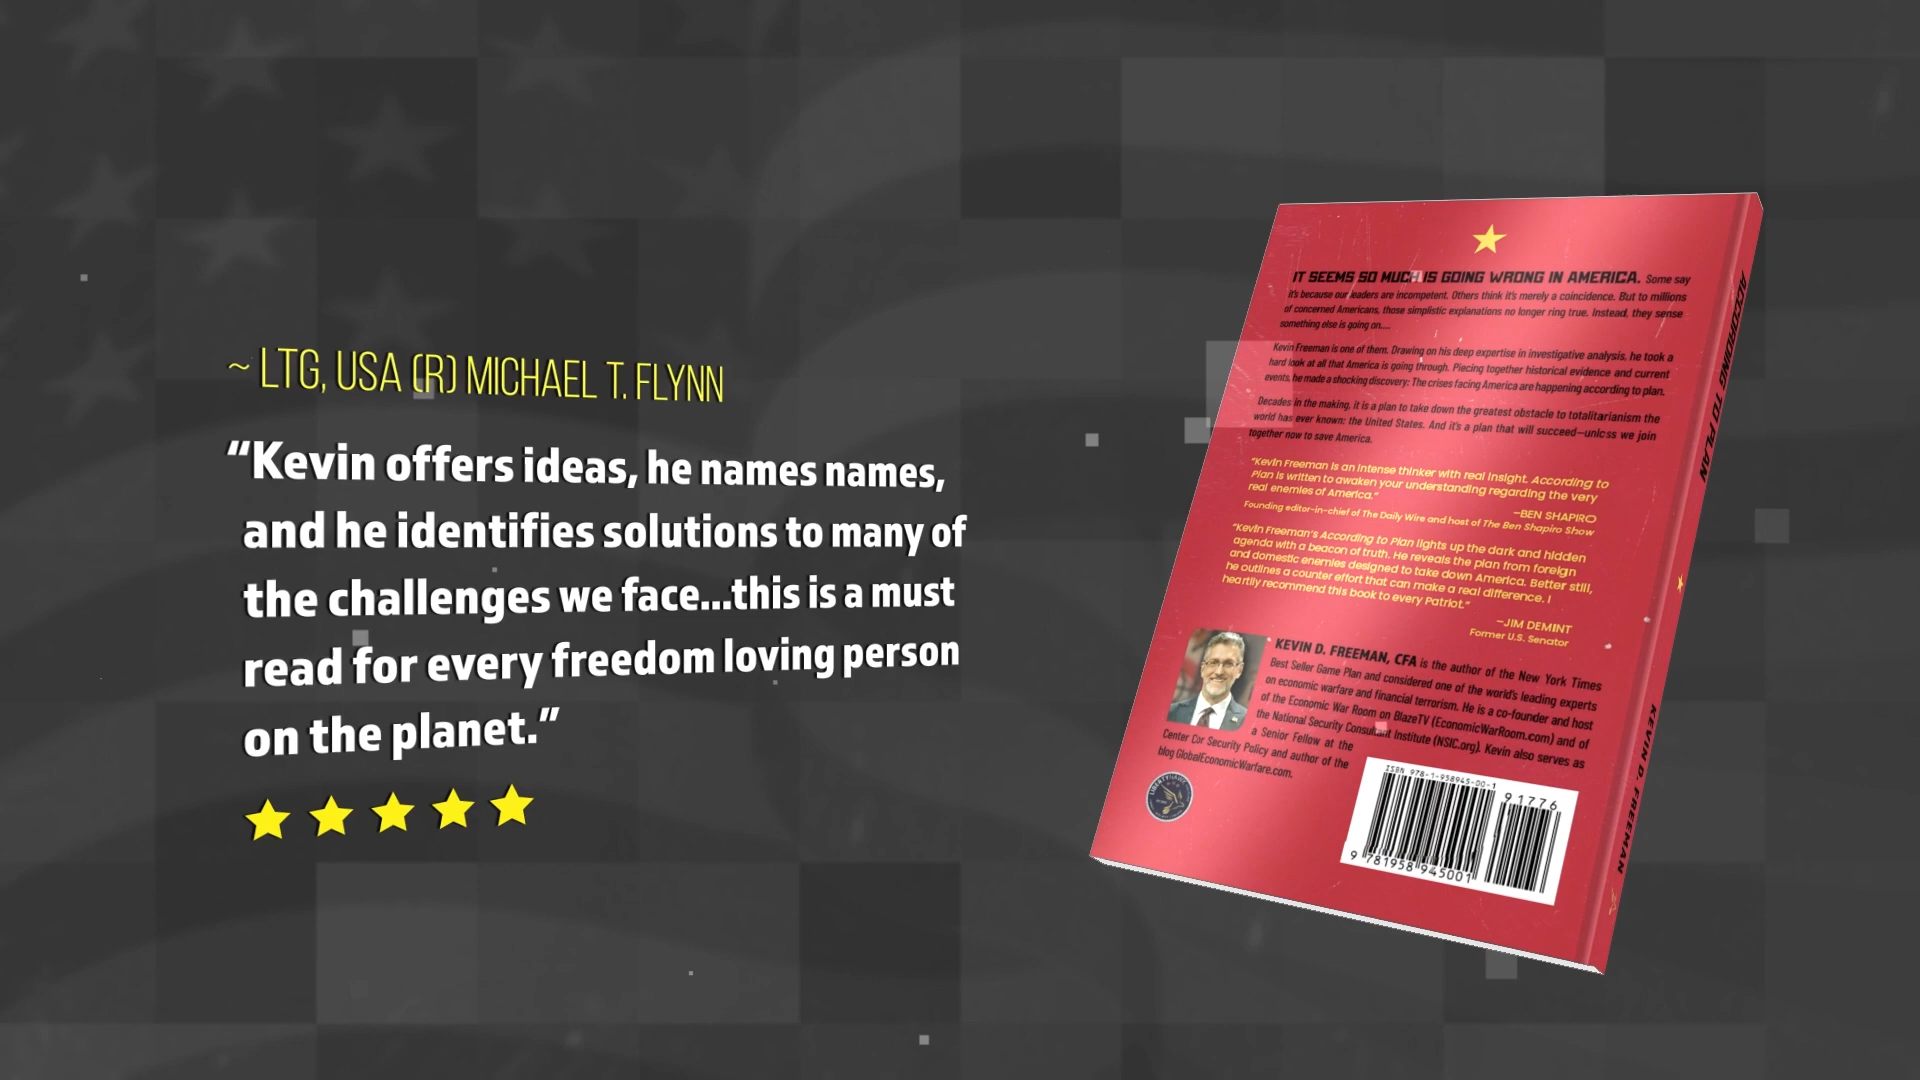 ~ LTG, USA (R) MICHAEL T. FLYNN
“Kevin offers ideas, he names names,
and he identifies solutions to many of
the challenges we face...this is a must
read for every freedom loving person
on the planet.”
IT SEEMS SO MUCH IS GOING WRONG IN AMERICA. Some say
it's because our leaders are incompetent. Others think it's merely a coincidence. But to millions
of concerned Americans, those simplistic explanations no longer ring true. Instead, they sense
something else is going on....
Kevin Freeman is one of them. Drawing on his deep expertise in investigative analysis, he took a
hard look at all that America is going through. Piecing together historical evidence and current
events, he made a shocking discovery: The crises facing America are happening according to plan.
Decades in the making, it is a plan to take down the greatest obstacle to totalitarianism the
world has ever known: the United States. And it's a plan that will succeed—unless we join
together now to save America.
“Kevin Freeman is an intense thinker with real insight. According to
Plan is written to awaken your understanding regarding the very
real enemies of America.”
–BEN SHAPIRO
Founding editor-in-chief of The Daily Wire and host of The Ben Shapiro Show
“Kevin Freeman's According to Plan lights up the dark and hidden
agenda with a beacon of truth. He reveals the plan from foreign
and domestic enemies designed to take down America. Better still,
he outlines a counter effort that can make a real difference. I
heartily recommend this book to every Patriot.”
–JIM DEMINT
Former U.S. Senator
KEVIN D. FREEMAN, CFA is the author of the New York Times
Best Seller Game Plan and considered one of the world's leading experts
on economic warfare and financial terrorism. He is a co-founder and host
of the Economic War Room on BlazeTV (EconomicWarRoom.com) and of
the National Security Consultant Institute (NSIC.org). Kevin also serves as
a Senior Fellow at the
Center for Security Policy and author of the
blog GlobalEconomicWarfare.com.
ISBN 978-1-958945-00-1
91776
9 781958 945001
ACCORDING TO PLAN
KEVIN D. FREEMAN